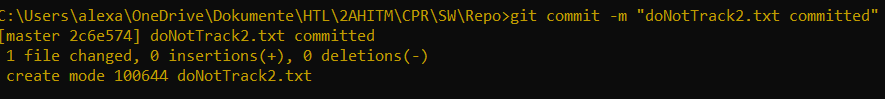 C:\Users\alexa\OneDrive\Dokumente\HTL\2AHITM\CPR\SW\Repo>git commit -m "doNotTrack2.txt committed"
[master 2c6e574] doNotTrack2.txt committed
 1 file changed, 0 insertions(+), 0 deletions(-)
 create mode 100644 doNotTrack2.txt